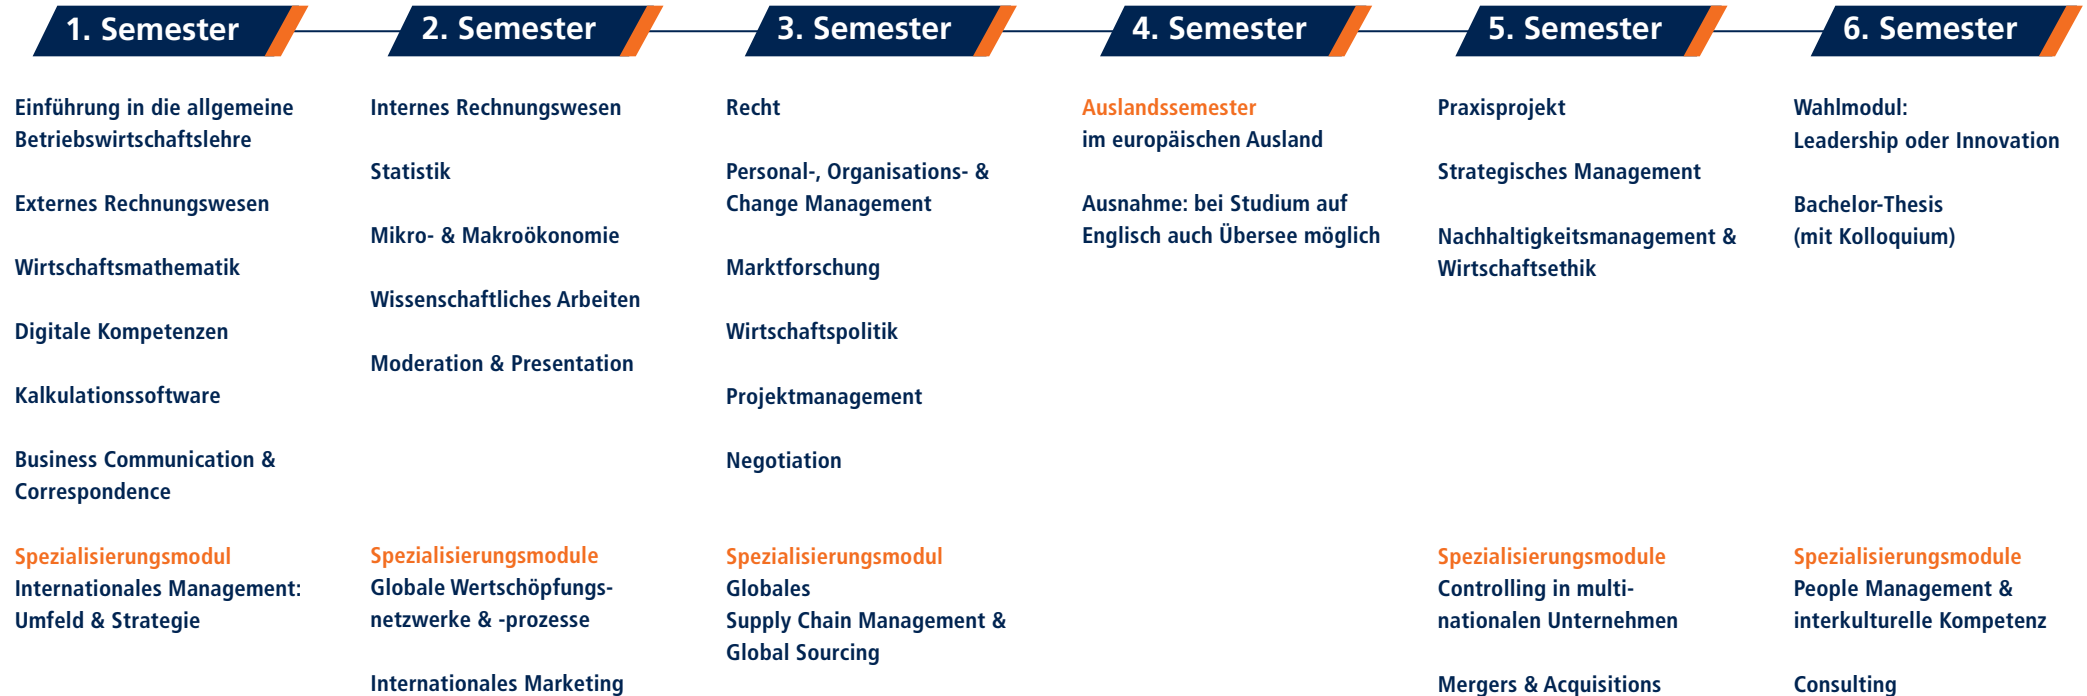 1. Semester
Einführung in die allgemeine
Betriebswirtschaftslehre
Externes Rechnungswesen
Wirtschaftsmathematik
Digitale Kompetenzen
Kalkulationssoftware
Business Communication &
Correspondence
Spezialisierungsmodul
Internationales Management:
Umfeld & Strategie
2. Semester
Internes Rechnungswesen
Statistik
Mikro- & Makroökonomie
Wissenschaftliches Arbeiten
Moderation & Presentation
Spezialisierungsmodule
Globale Wertschöpfungs-
netzwerke & -prozesse
Internationales Marketing
3. Semester
Recht
Personal-, Organisations- &
Change Management
Marktforschung
Wirtschaftspolitik
Projektmanagement
Negotiation
Spezialisierungsmodul
Globales
Supply Chain Management &
Global Sourcing
4. Semester
Auslandssemester
im europäischen Ausland
Ausnahme: bei Studium auf
Englisch auch Übersee möglich
5. Semester
Praxisprojekt
Strategisches Management
Nachhaltigkeitsmanagement &
Wirtschaftsethik
Spezialisierungsmodule
Controlling in multi-
nationalen Unternehmen
Mergers & Acquisitions
6. Semester
Wahlmodul:
Leadership oder Innovation
Bachelor-Thesis
(mit Kolloquium)
Spezialisierungsmodule
People Management &
interkulturelle Kompetenz
Consulting